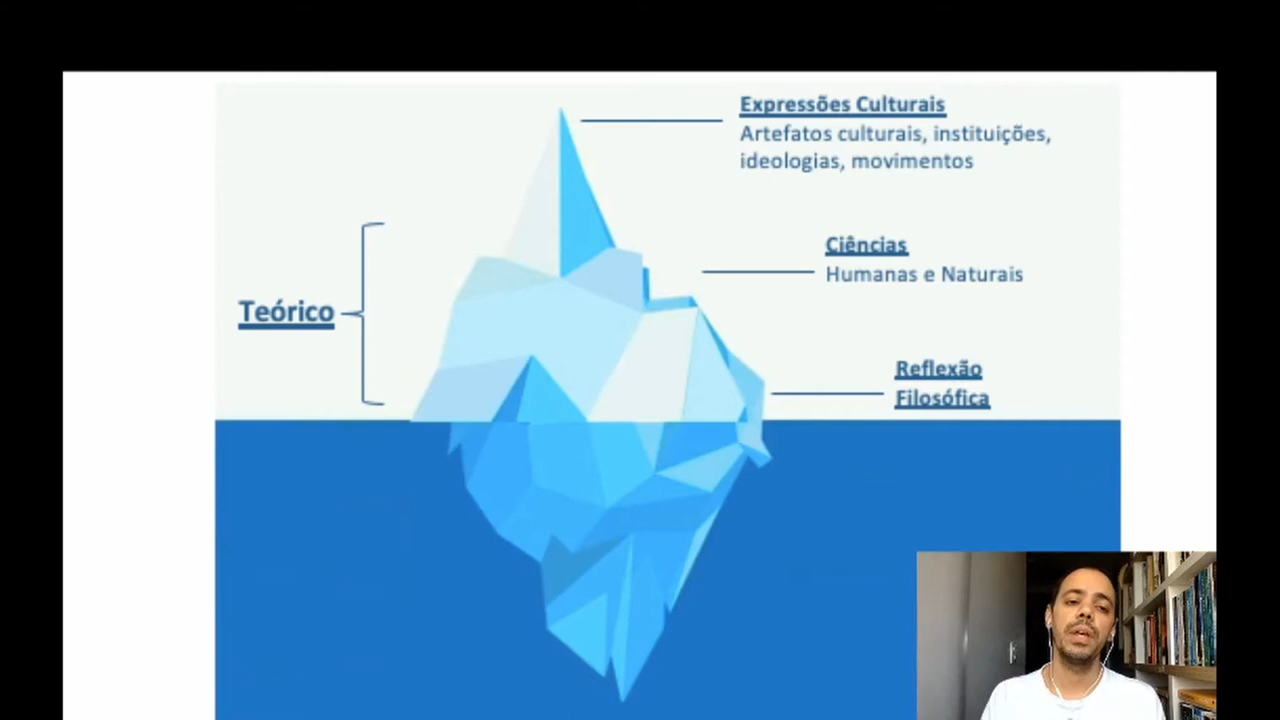 Expressões Culturais
Artefatos culturais, instituições,
ideologias, movimentos
Ciências
Humanas e Naturais
Teórico
Reflexão
Filosófica